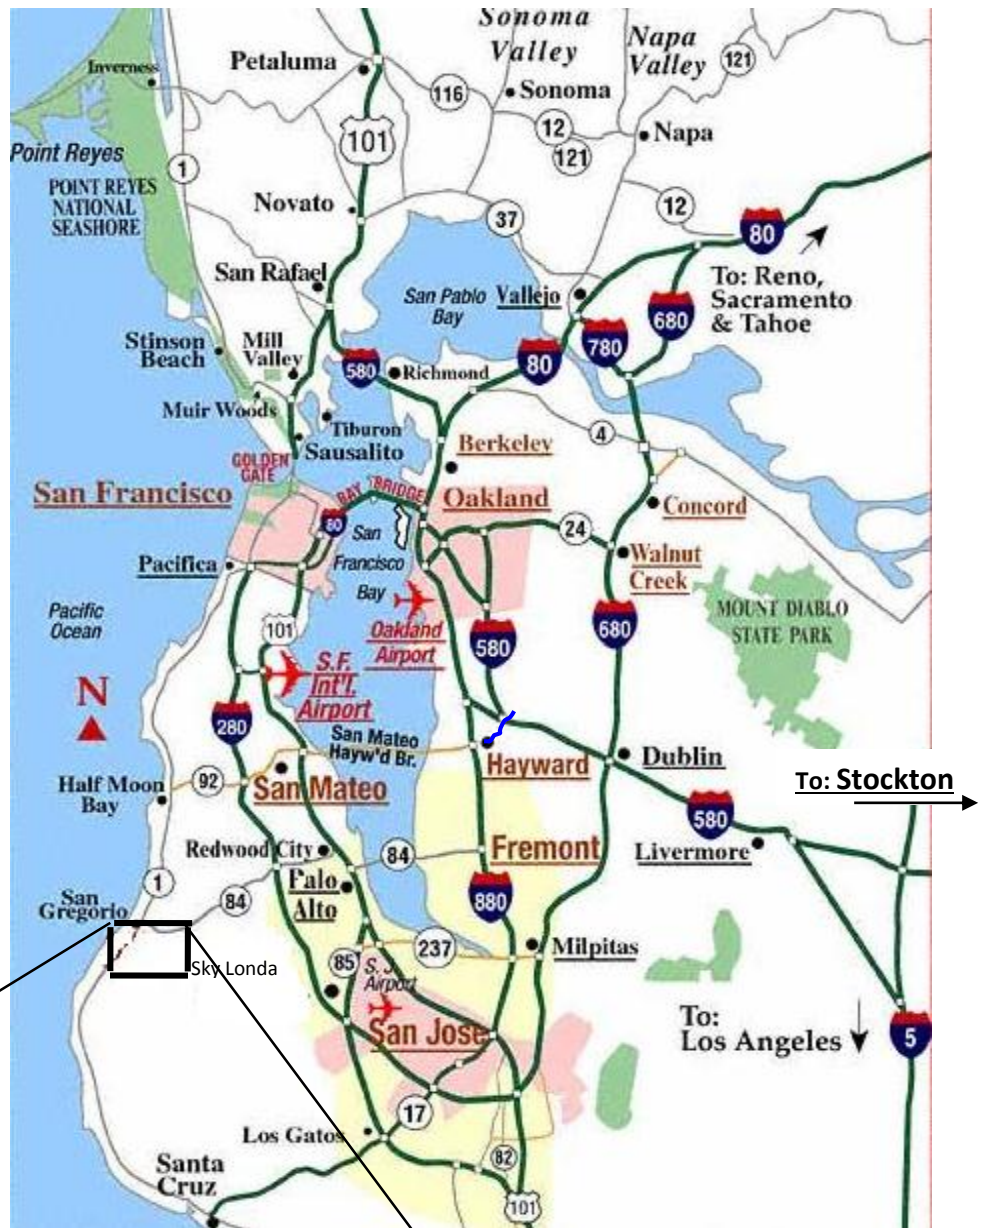 Sonoma
Valley
Napa
Valley
121
Petaluma
Inverness
116
Sonoma
12
121
Napa
101
Point Reyes
1
POINT REYES
NATIONAL
SEASHORE
Novato
37
12
80
San Rafael
San Pablo
Bay
Vallejo
To: Reno,
Sacramento
& Tahoe
680
780
80
Stinson
Beach
Mill
Valley
580
Richmond
Muir Woods
Tiburon
Sausalito
4
Berkeley
GOLDEN
GATE
BAY BRIDGE
San Francisco
Oakland
Concord
80
San
Francisco
Bay
24
Walnut
Creek
Pacifica
Pacific
Ocean
MOUNT DIABLO
STATE PARK
101
Oakland
Airport
580
680
S.F.
Int'l.
Airport
N
280
San Mateo
Hayw'd Br.
Hayward
Dublin
To: Stockton
Half Moon
Bay
92
San Mateo
580
Livermore
Redwood City
84
Fremont
Palo
Alto
1
San
Gregorio
84
880
237
Milpitas
Sky Londa
85
S. J.
Airport
San Jose
To:
Los Angeles
5
17
Los Gatos
82
Santa
Cruz
101